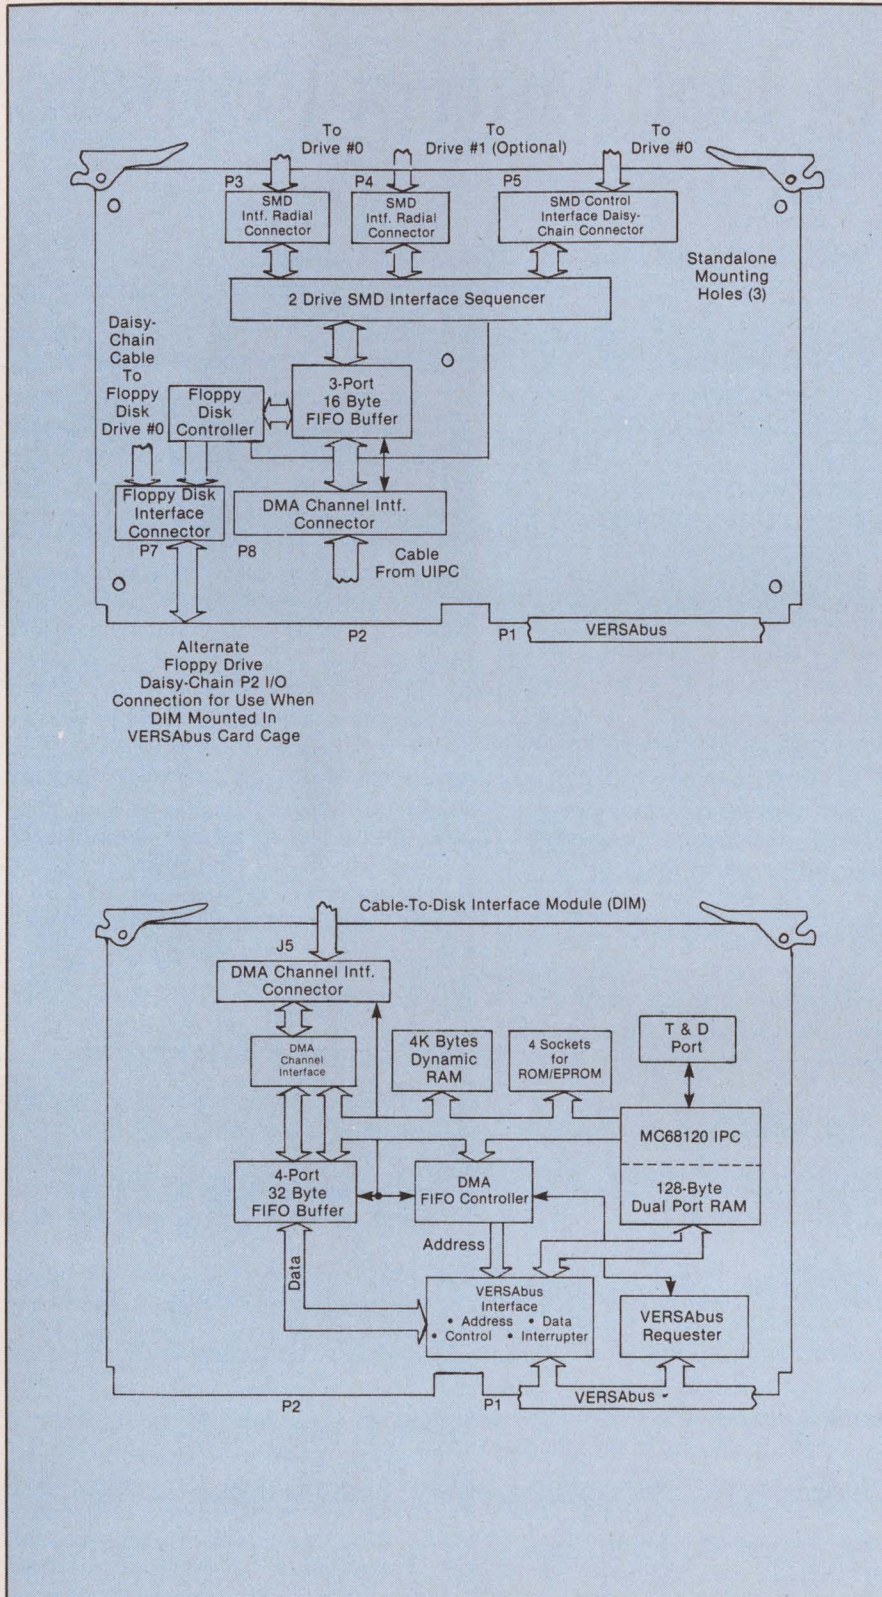 To
Drive #0
To
Drive #1 (Optional)
To
Drive #0
P3
P4
P5
SMD
Intf. Radial
Connector
SMD
Intf. Radial
Connector
SMD Control
Interface Daisy-
Chain Connector
Standalone
Mounting
Holes (3)
2 Drive SMD Interface Sequencer
Daisy-
Chain
Cable
To
Floppy
Disk
Drive #0
Floppy
Disk
Controller
3-Port
16 Byte
FIFO Buffer
Floppy Disk
Interface
Connector
DMA Channel Intf.
Connector
P7
P8
Cable
From UIPC
P2
P1
VERSAbus
Alternate
Floppy Drive
Daisy-Chain P2 I/O
Connection for Use When
DIM Mounted In
VERSAbus Card Cage
Cable-To-Disk Interface Module (DIM)
J5
DMA Channel Intf.
Connector
DMA
Channel
Interface
4K Bytes
Dynamic
RAM
4 Sockets
for
ROM/EPROM
T & D
Port
MC68120 IPC
128-Byte
Dual Port RAM
4-Port
32 Byte
FIFO Buffer
DMA
FIFO Controller
Address
Data
VERSAbus
Interface
• Address • Data
• Control • Interrupter
VERSAbus
Requester
P2
P1
VERSAbus